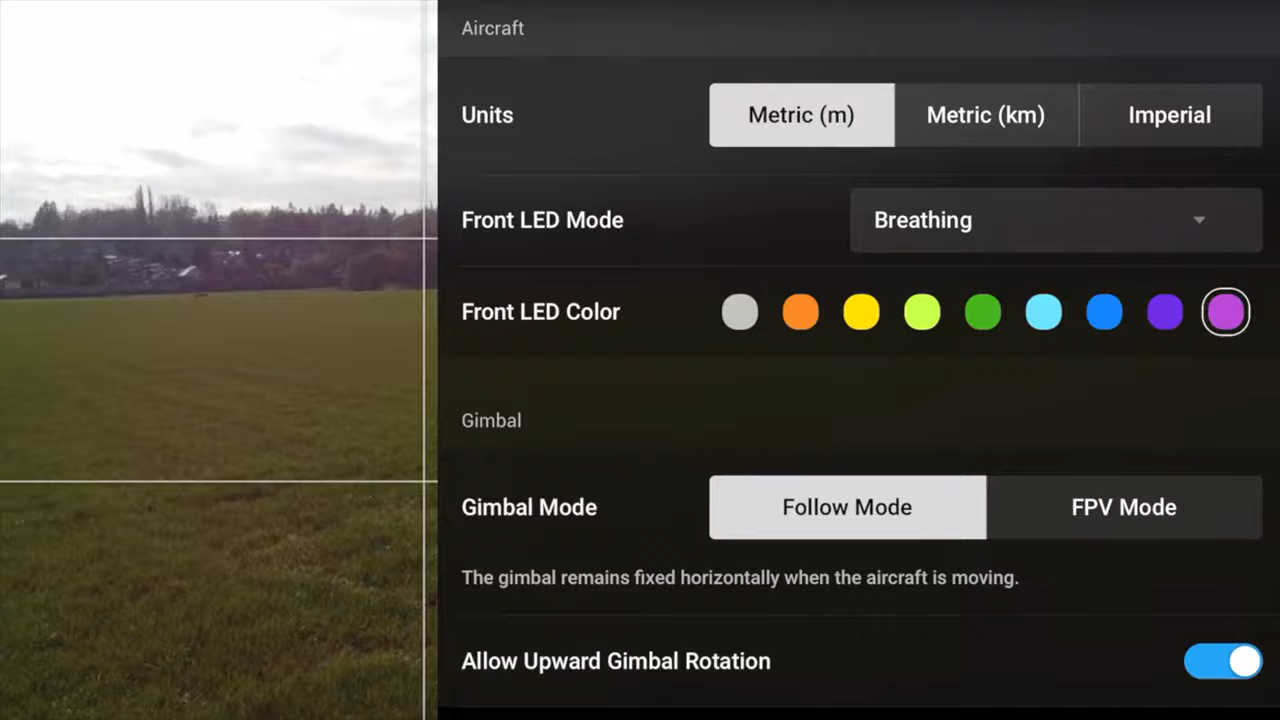 Aircraft
Units Metric (m) Metric (km) Imperial
Front LED Mode Breathing
Front LED Color
Gimbal
Gimbal Mode Follow Mode FPV Mode
The gimbal remains fixed horizontally when the aircraft is moving.
Allow Upward Gimbal Rotation